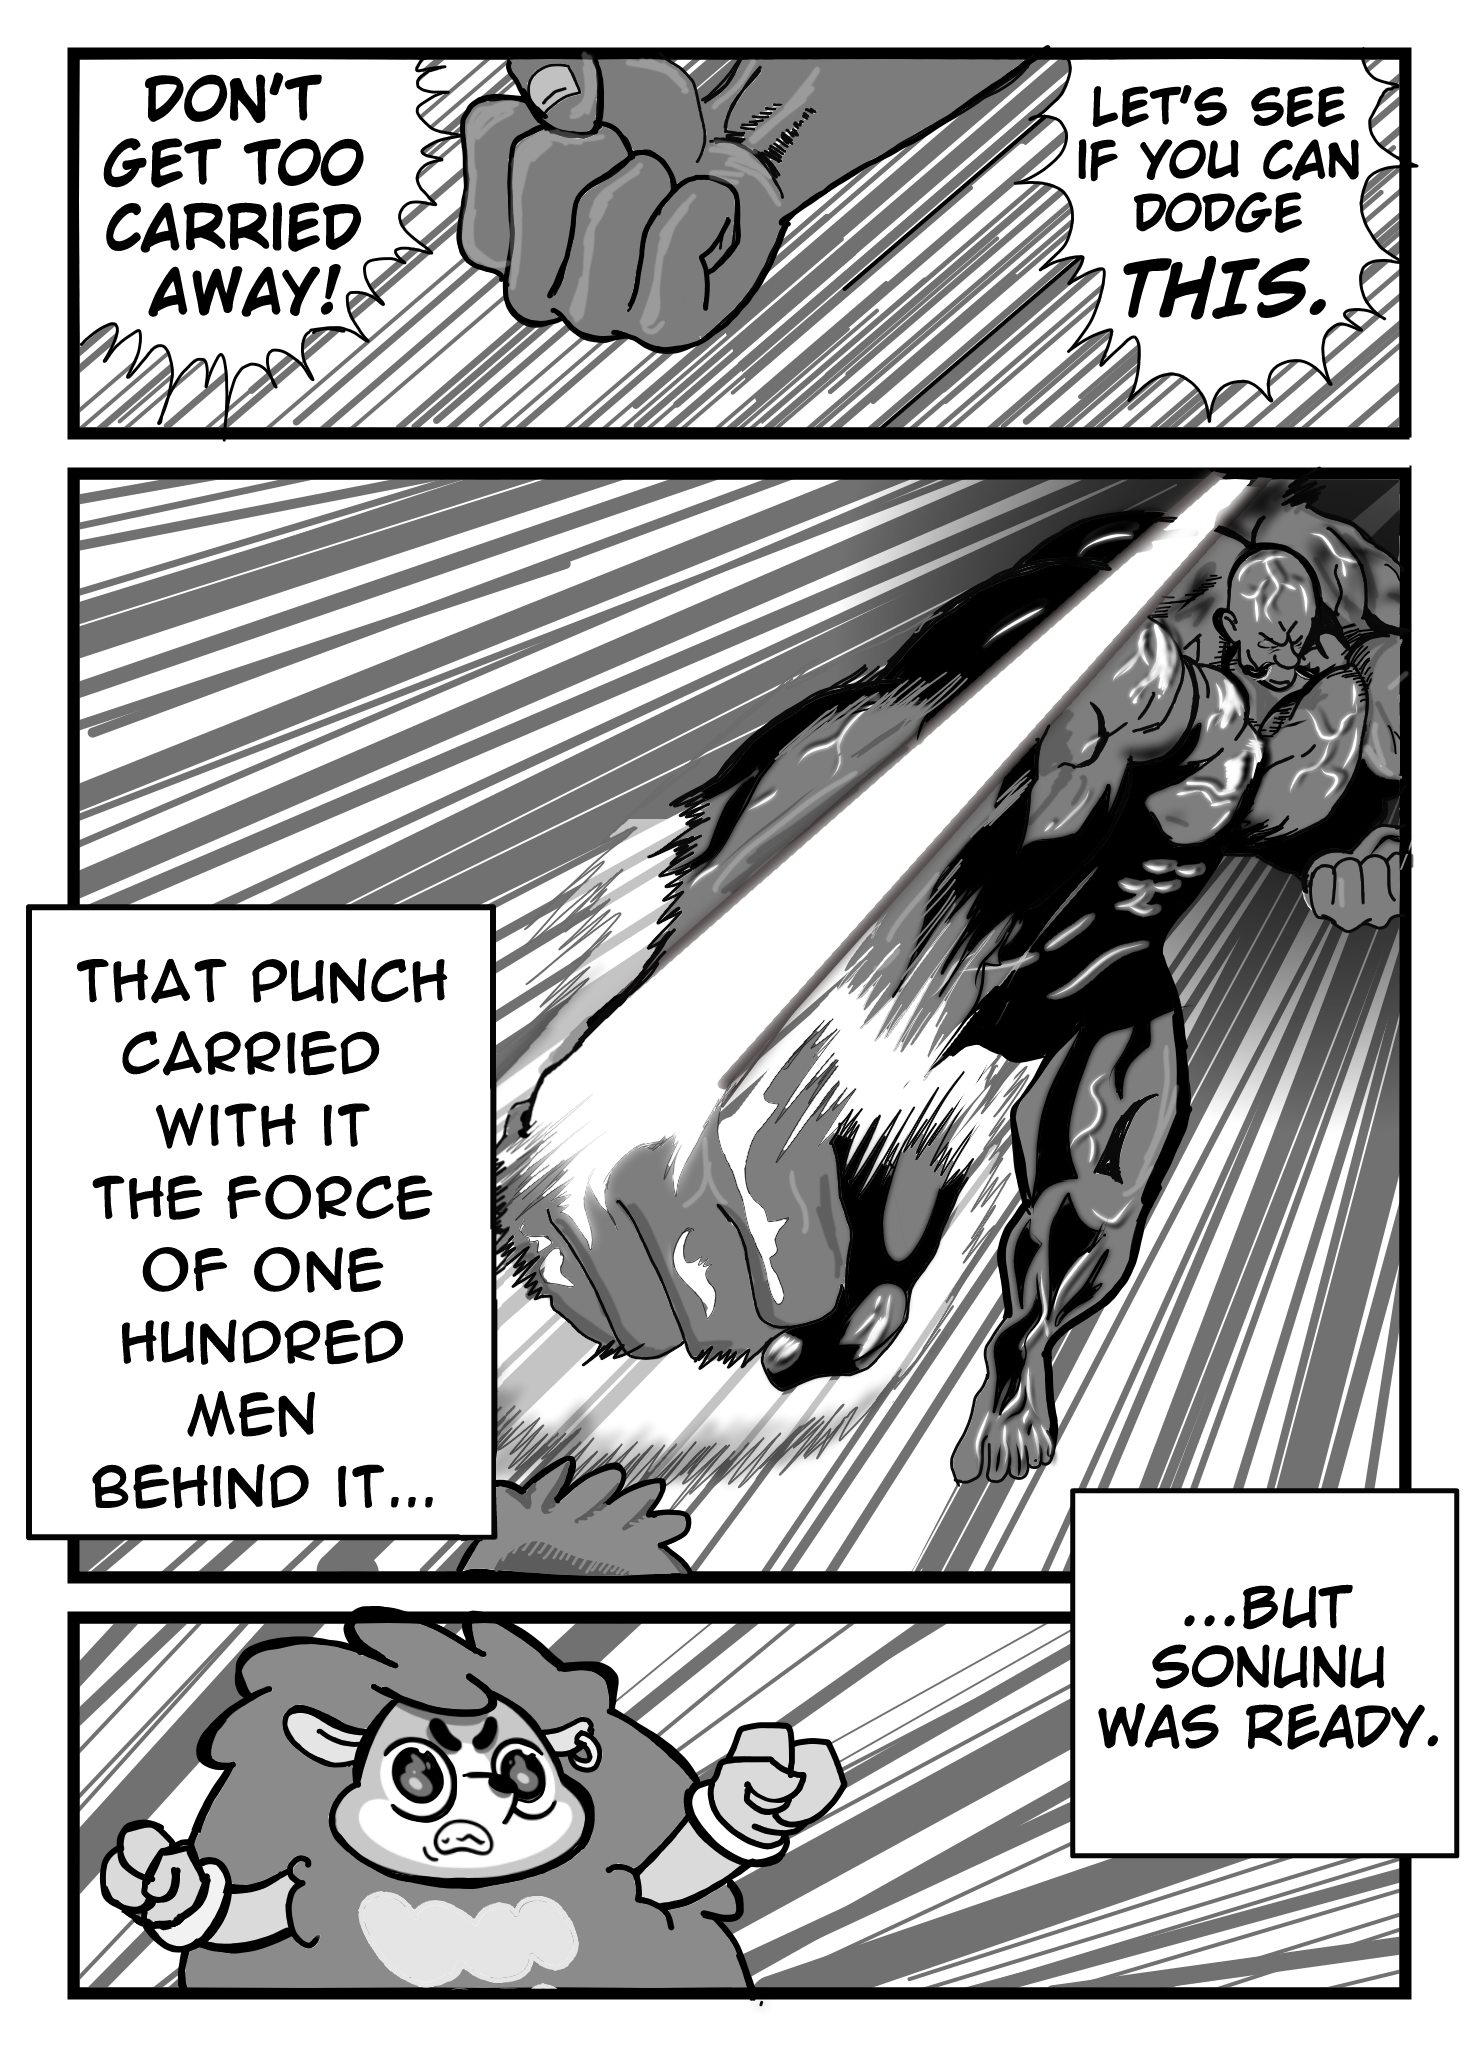 DON'T
GET TOO
CARRIED
AWAY!
LET'S SEE
IF YOU CAN
DODGE
THIS.
THAT PUNCH
CARRIED
WITH IT
THE FORCE
OF ONE
HUNDRED
MEN
BEHIND IT...
...BUT
SONUNU
WAS READY.